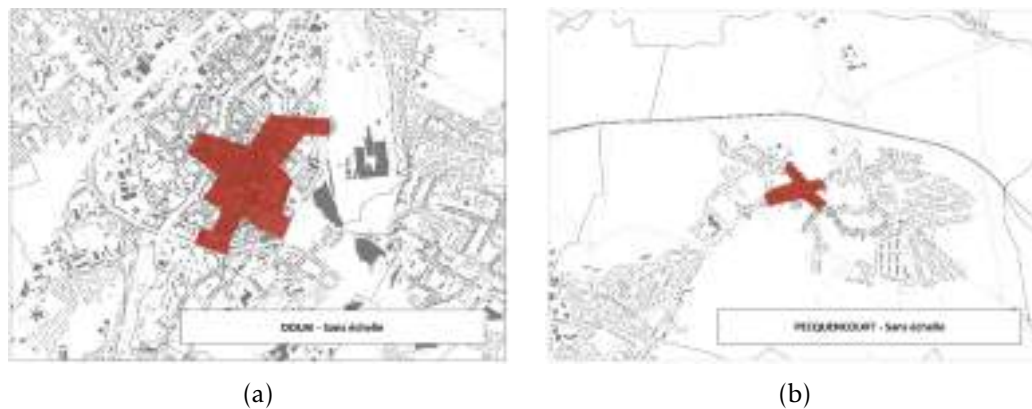 DOUAI - Sans échelle
PECQUENCOURT - Sans échelle
(a)
(b)